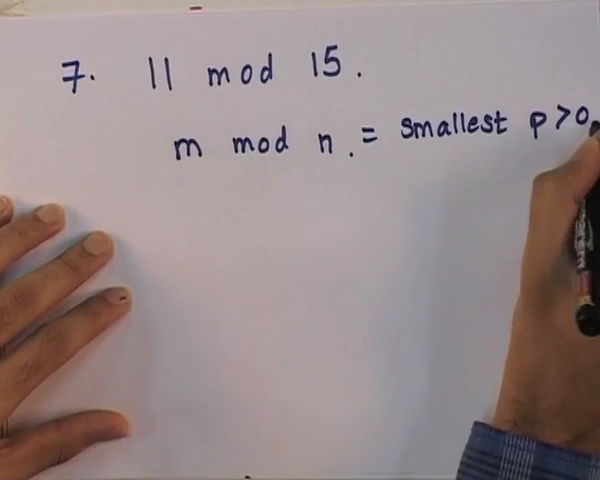 7. 11 mod 15.
m mod n. = smallest p > 0